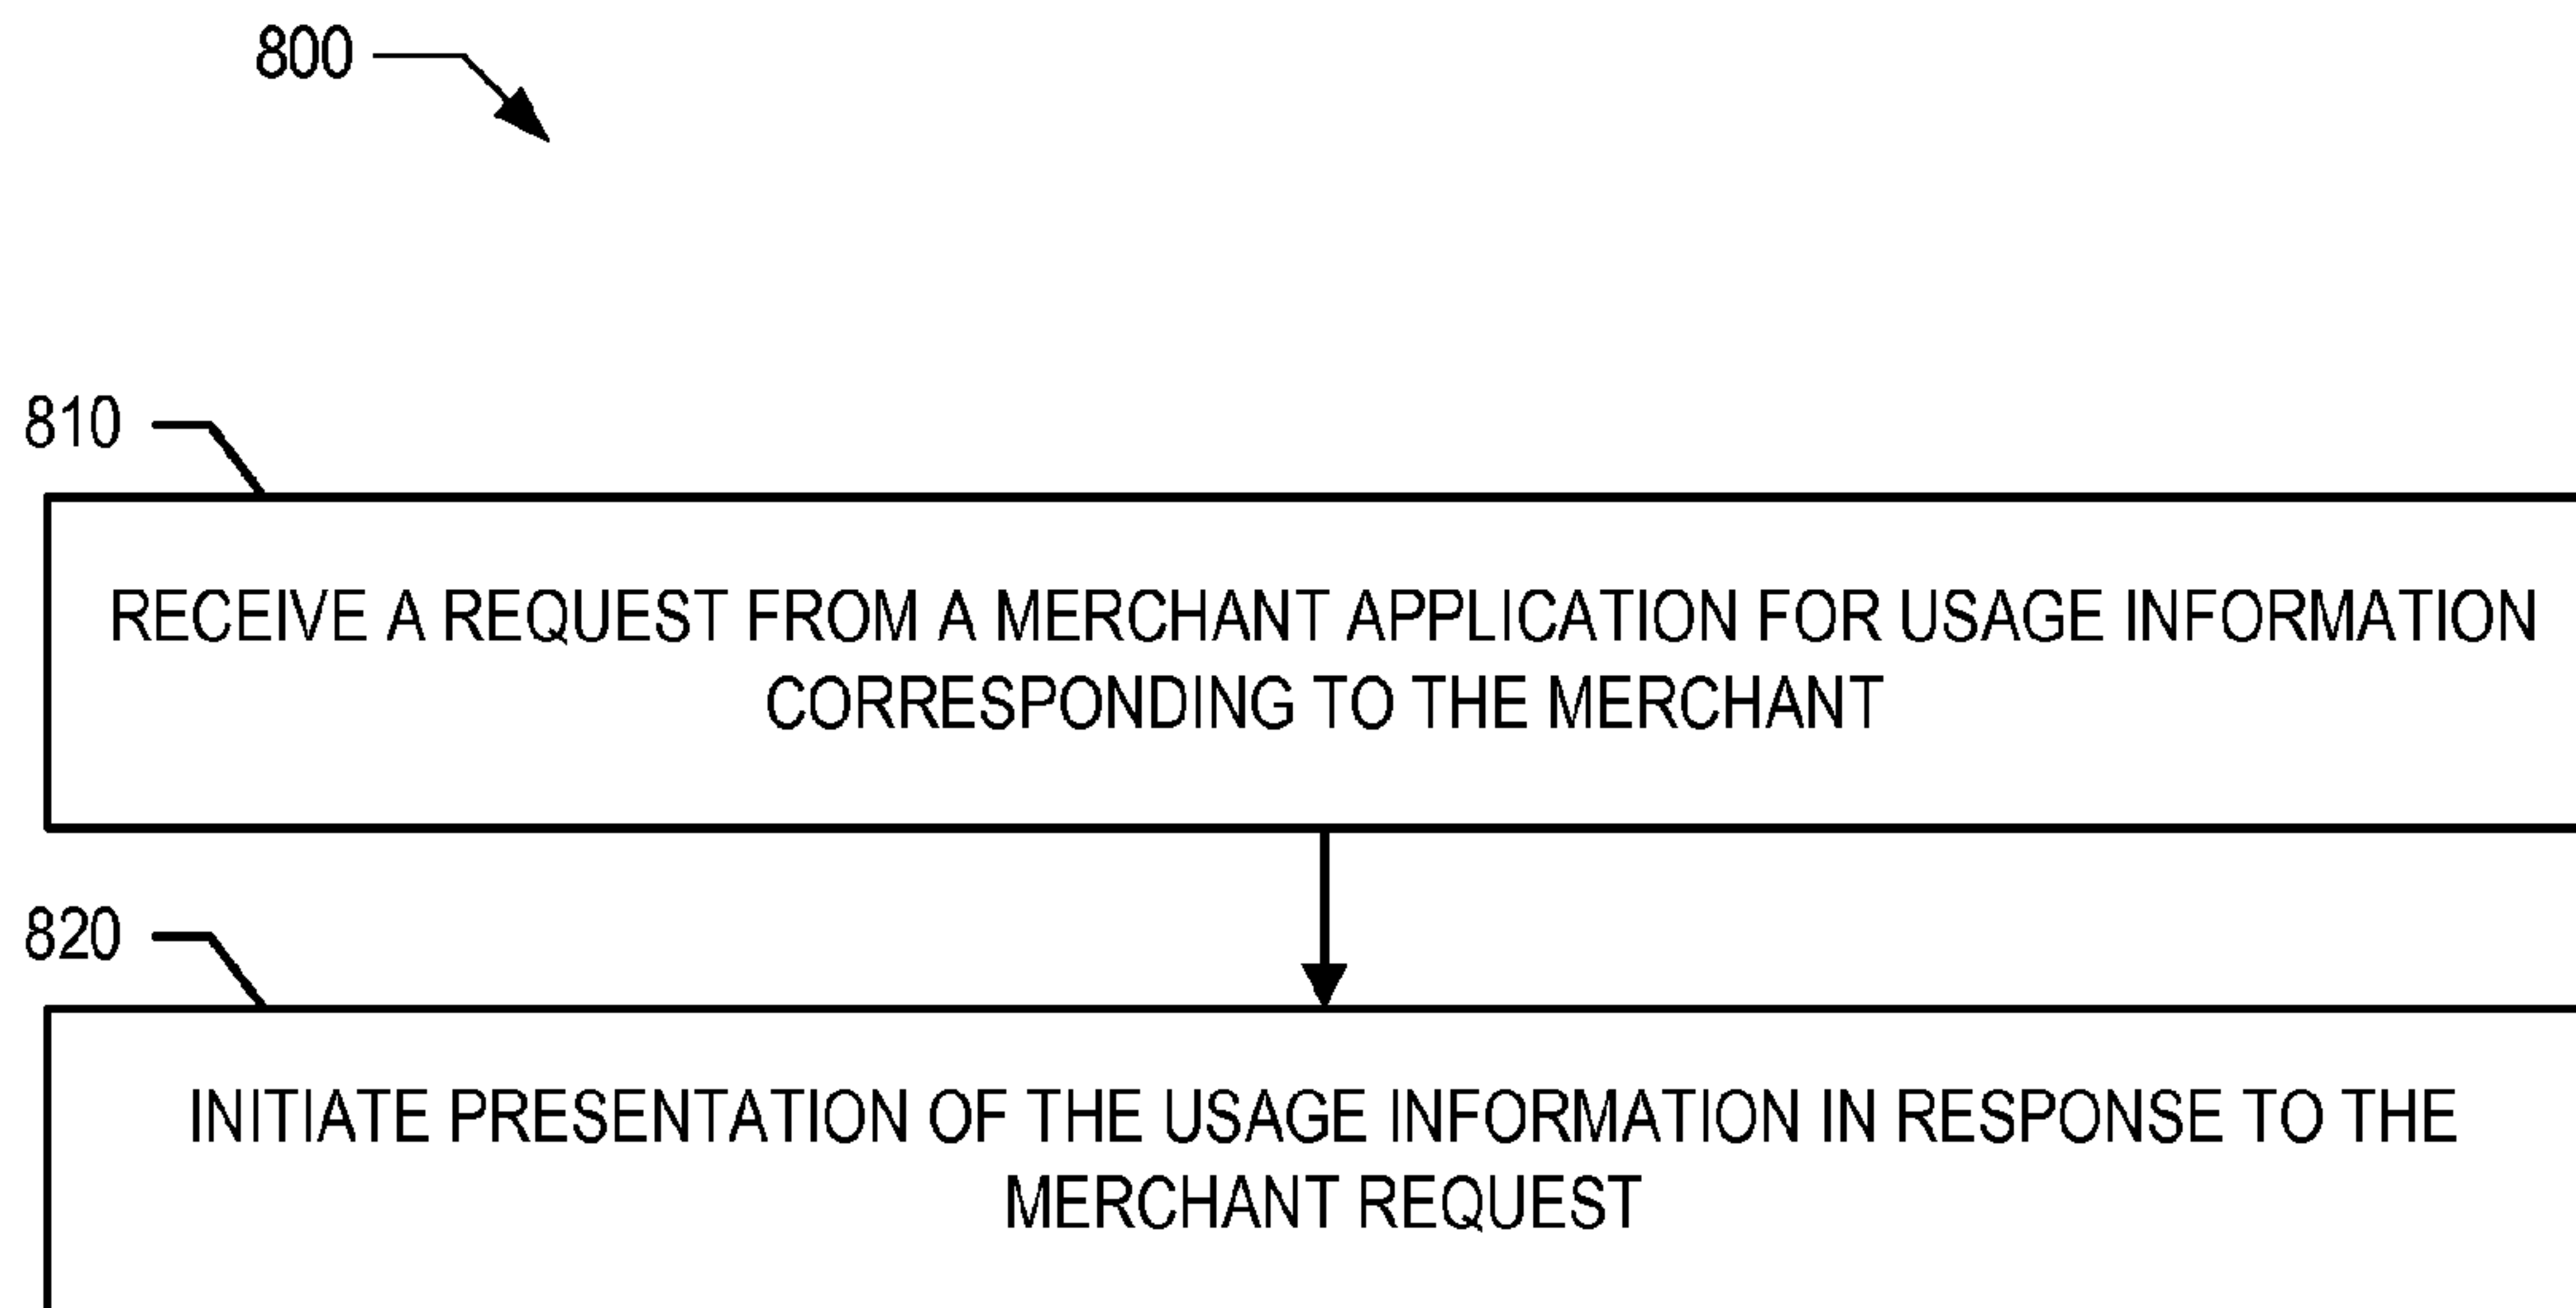 800
810
RECEIVE A REQUEST FROM A MERCHANT APPLICATION FOR USAGE INFORMATION
CORRESPONDING TO THE MERCHANT
820
INITIATE PRESENTATION OF THE USAGE INFORMATION IN RESPONSE TO THE
MERCHANT REQUEST